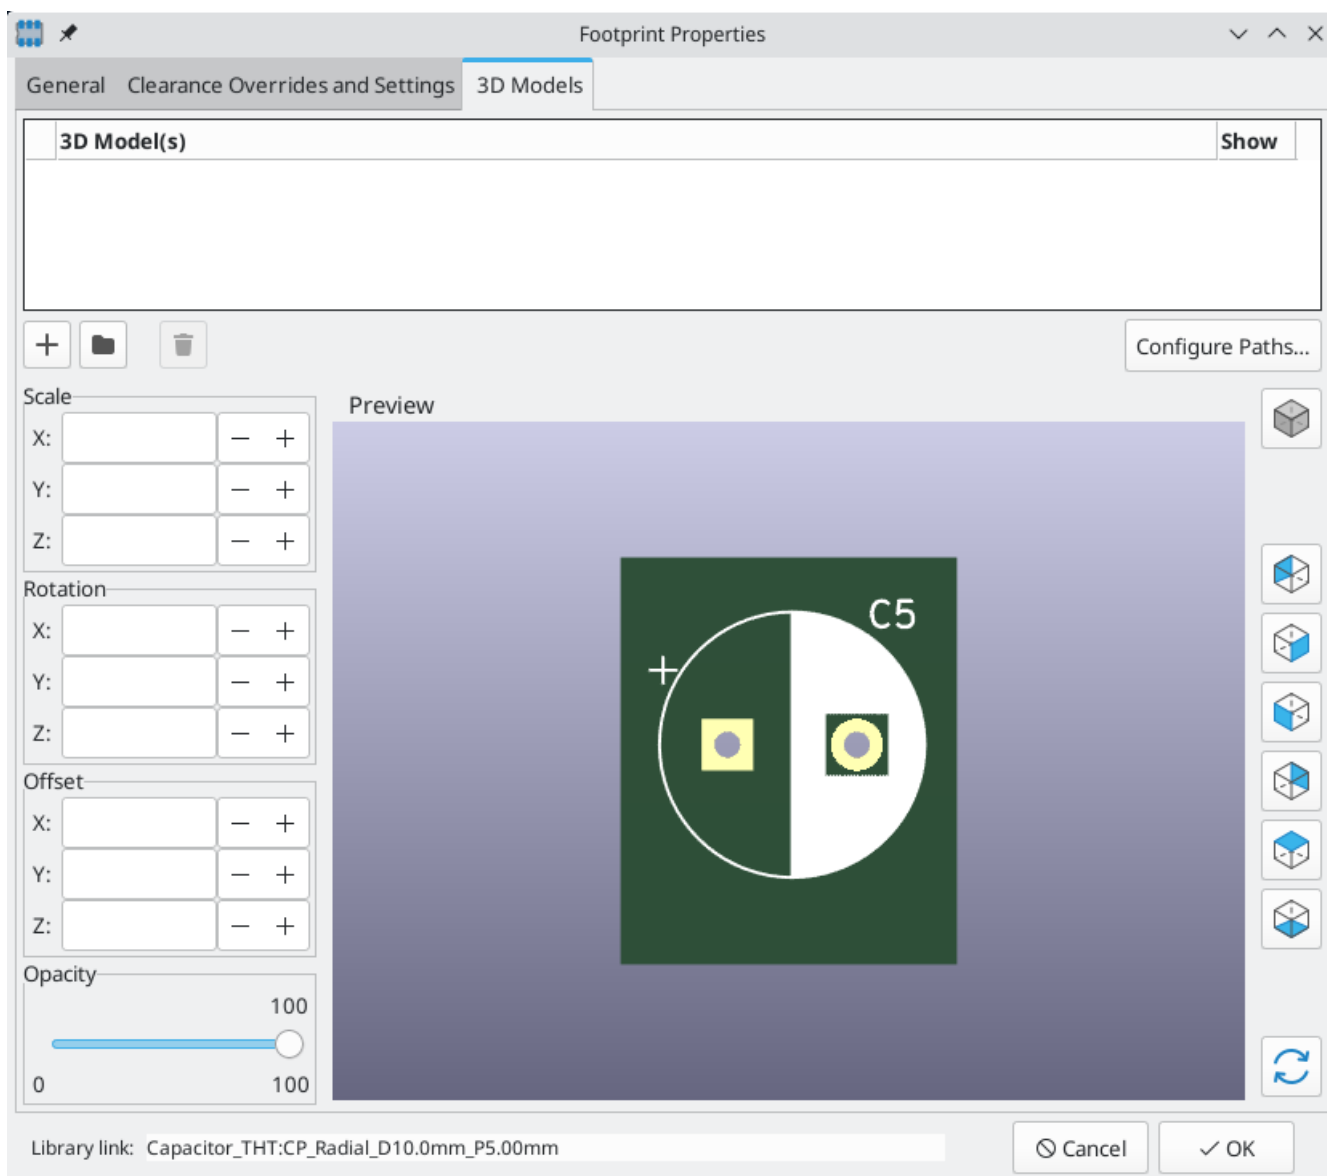 Footprint Properties
General Clearance Overrides and Settings 3D Models
3D Model(s) Show
Configure Paths...
Scale
X:
Y:
Z:
Rotation
X:
Y:
Z:
Offset
X:
Y:
Z:
Opacity
100
0 100
Preview
C5
+
Library link: Capacitor_THT:CP_Radial_D10.0mm_P5.00mm
Cancel OK